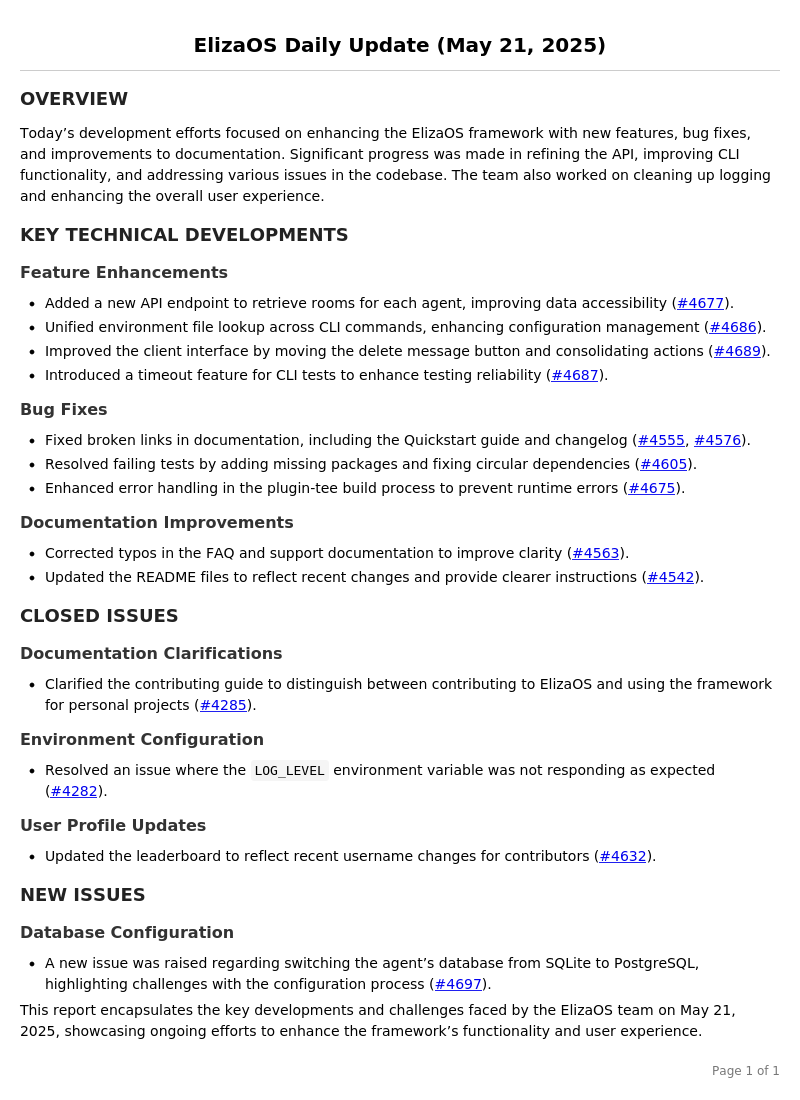 ElizaOS Daily Update (May 21, 2025)
OVERVIEW
Today’s development efforts focused on enhancing the ElizaOS framework with new features, bug fixes,
and improvements to documentation. Significant progress was made in refining the API, improving CLI
functionality, and addressing various issues in the codebase. The team also worked on cleaning up logging
and enhancing the overall user experience.
KEY TECHNICAL DEVELOPMENTS
Feature Enhancements
• Added a new API endpoint to retrieve rooms for each agent, improving data accessibility (#4677).
• Unified environment file lookup across CLI commands, enhancing configuration management (#4686).
• Improved the client interface by moving the delete message button and consolidating actions (#4689).
• Introduced a timeout feature for CLI tests to enhance testing reliability (#4687).
Bug Fixes
• Fixed broken links in documentation, including the Quickstart guide and changelog (#4555, #4576).
• Resolved failing tests by adding missing packages and fixing circular dependencies (#4605).
• Enhanced error handling in the plugin-tee build process to prevent runtime errors (#4675).
Documentation Improvements
• Corrected typos in the FAQ and support documentation to improve clarity (#4563).
• Updated the README files to reflect recent changes and provide clearer instructions (#4542).
CLOSED ISSUES
Documentation Clarifications
• Clarified the contributing guide to distinguish between contributing to ElizaOS and using the framework
for personal projects (#4285).
Environment Configuration
• Resolved an issue where the LOG_LEVEL environment variable was not responding as expected
(#4282).
User Profile Updates
• Updated the leaderboard to reflect recent username changes for contributors (#4632).
NEW ISSUES
Database Configuration
• A new issue was raised regarding switching the agent’s database from SQLite to PostgreSQL,
highlighting challenges with the configuration process (#4697).
This report encapsulates the key developments and challenges faced by the ElizaOS team on May 21,
2025, showcasing ongoing efforts to enhance the framework’s functionality and user experience.
Page 1 of 1